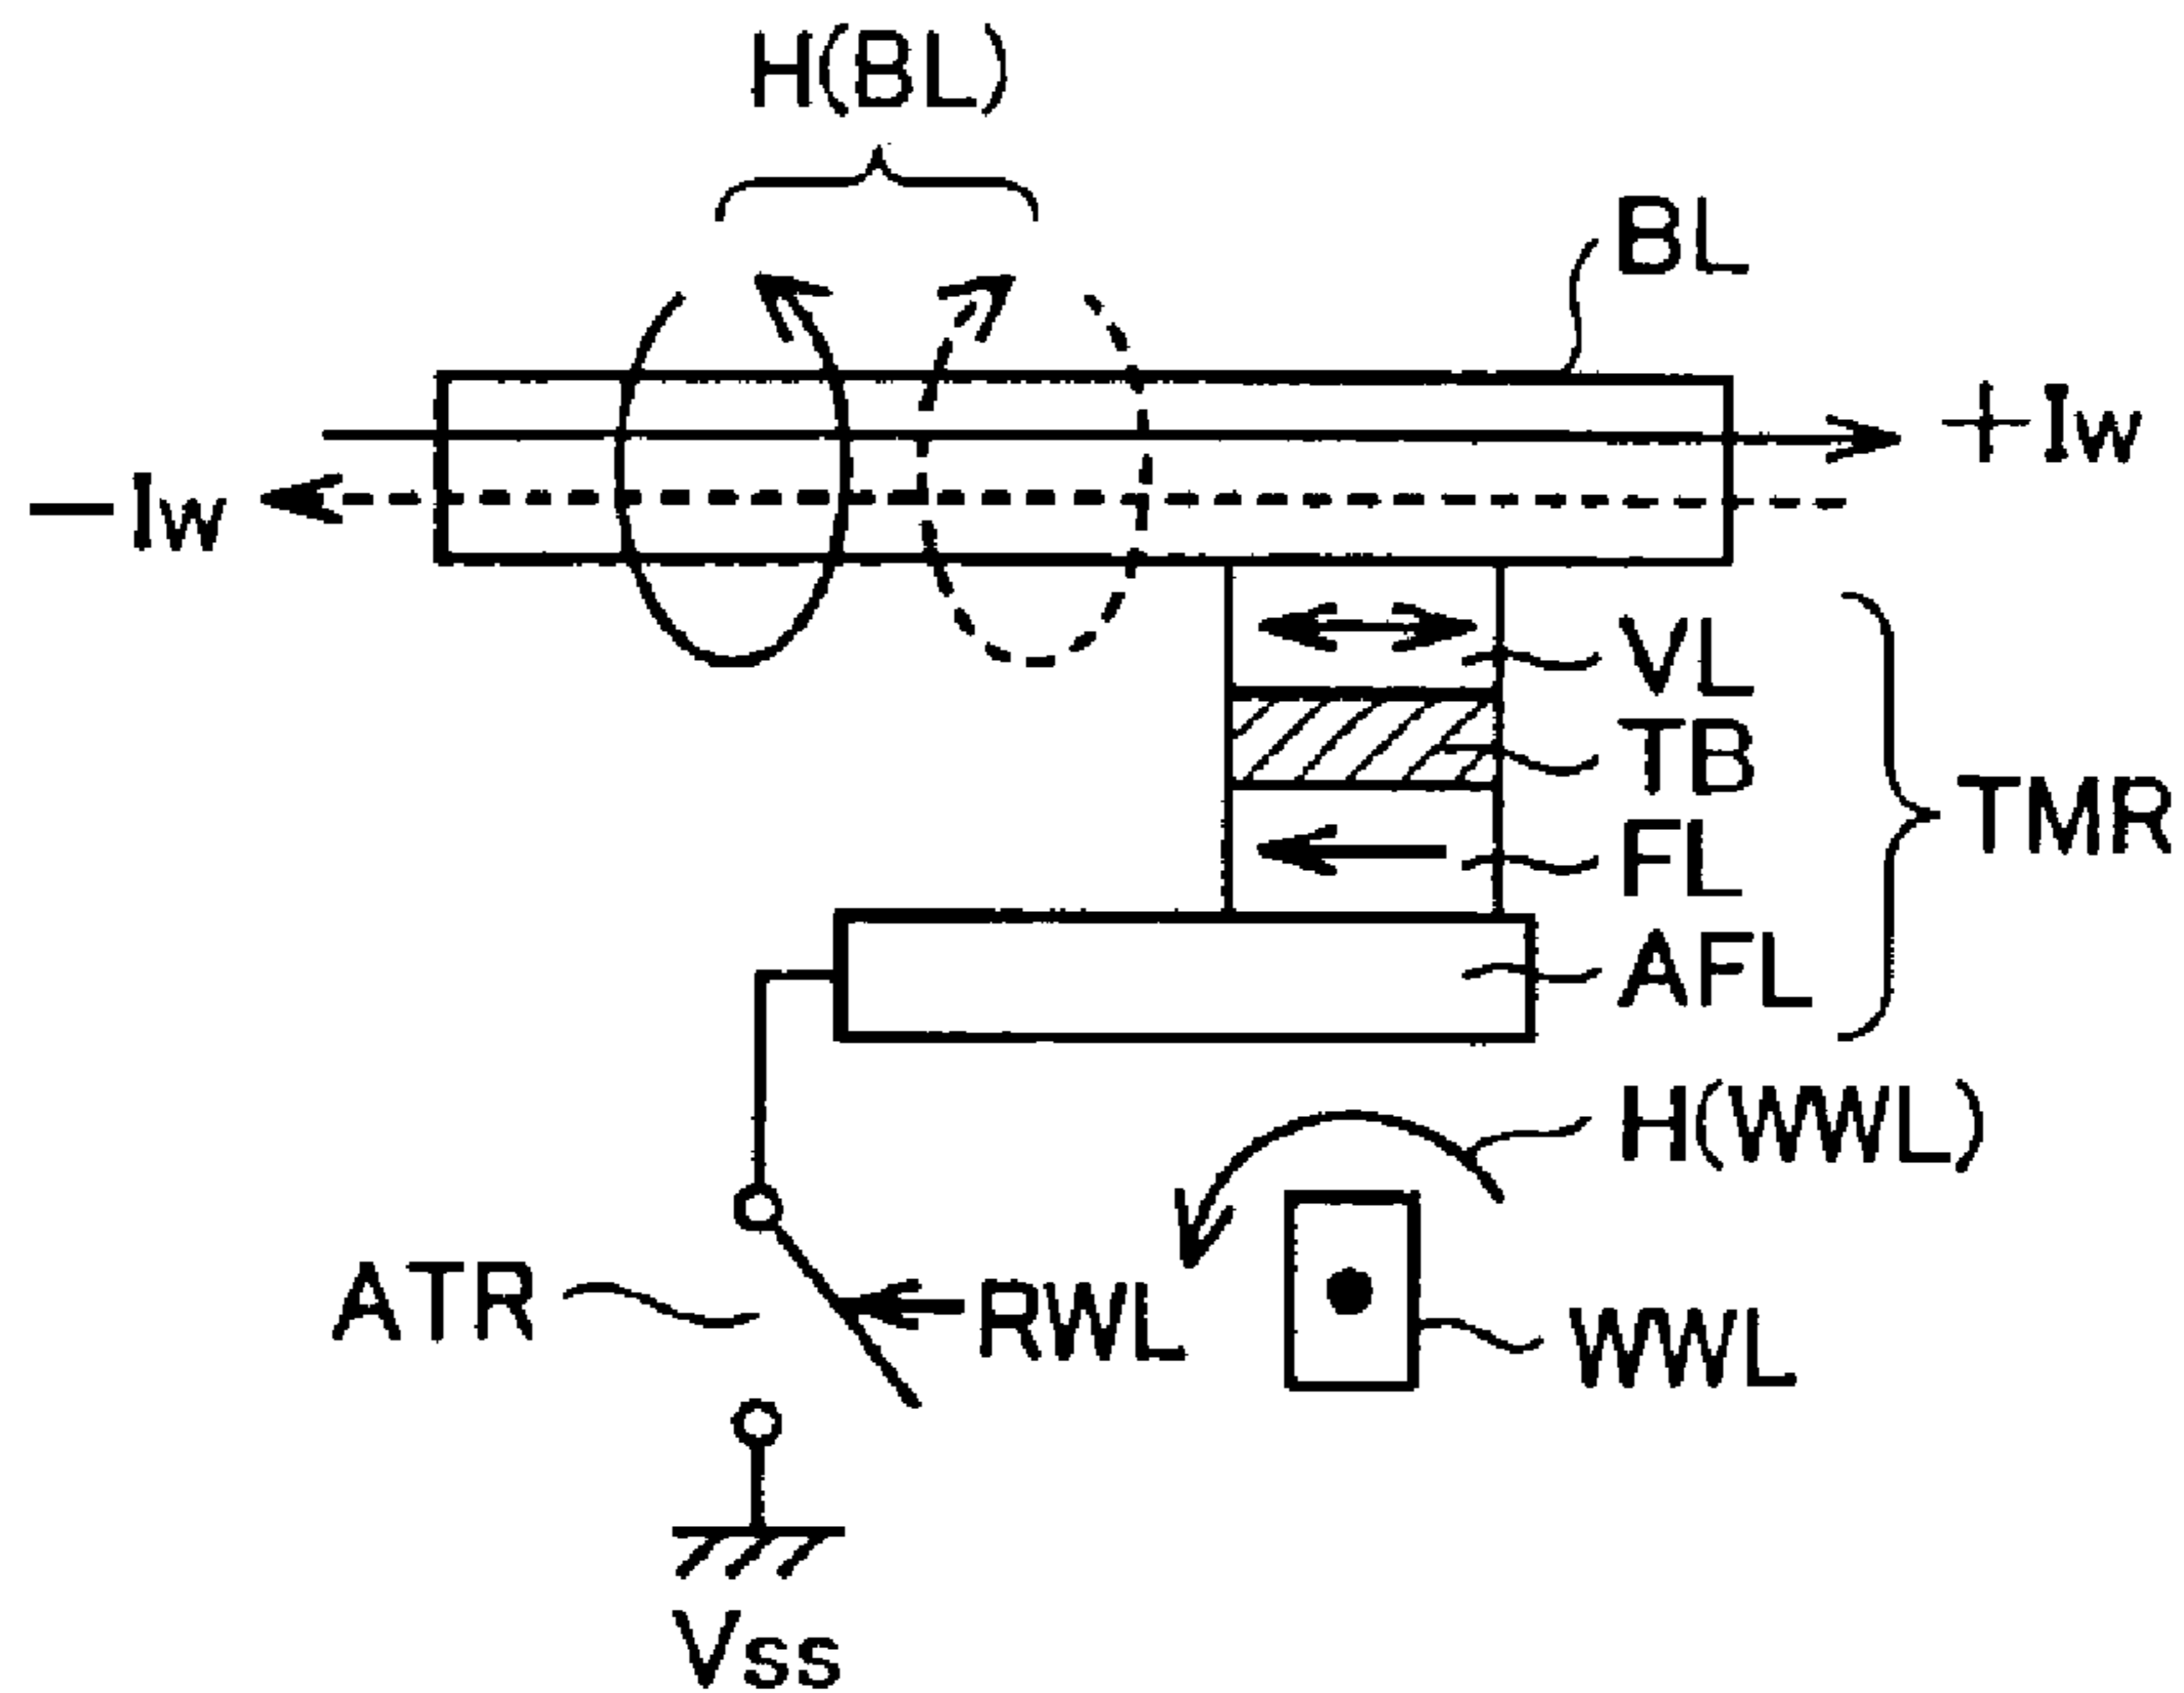 H(BL)
BL
+Iw
−Iw
VL
TB
FL
TMR
AFL
H(WWL)
ATR
RWL
WWL
Vss